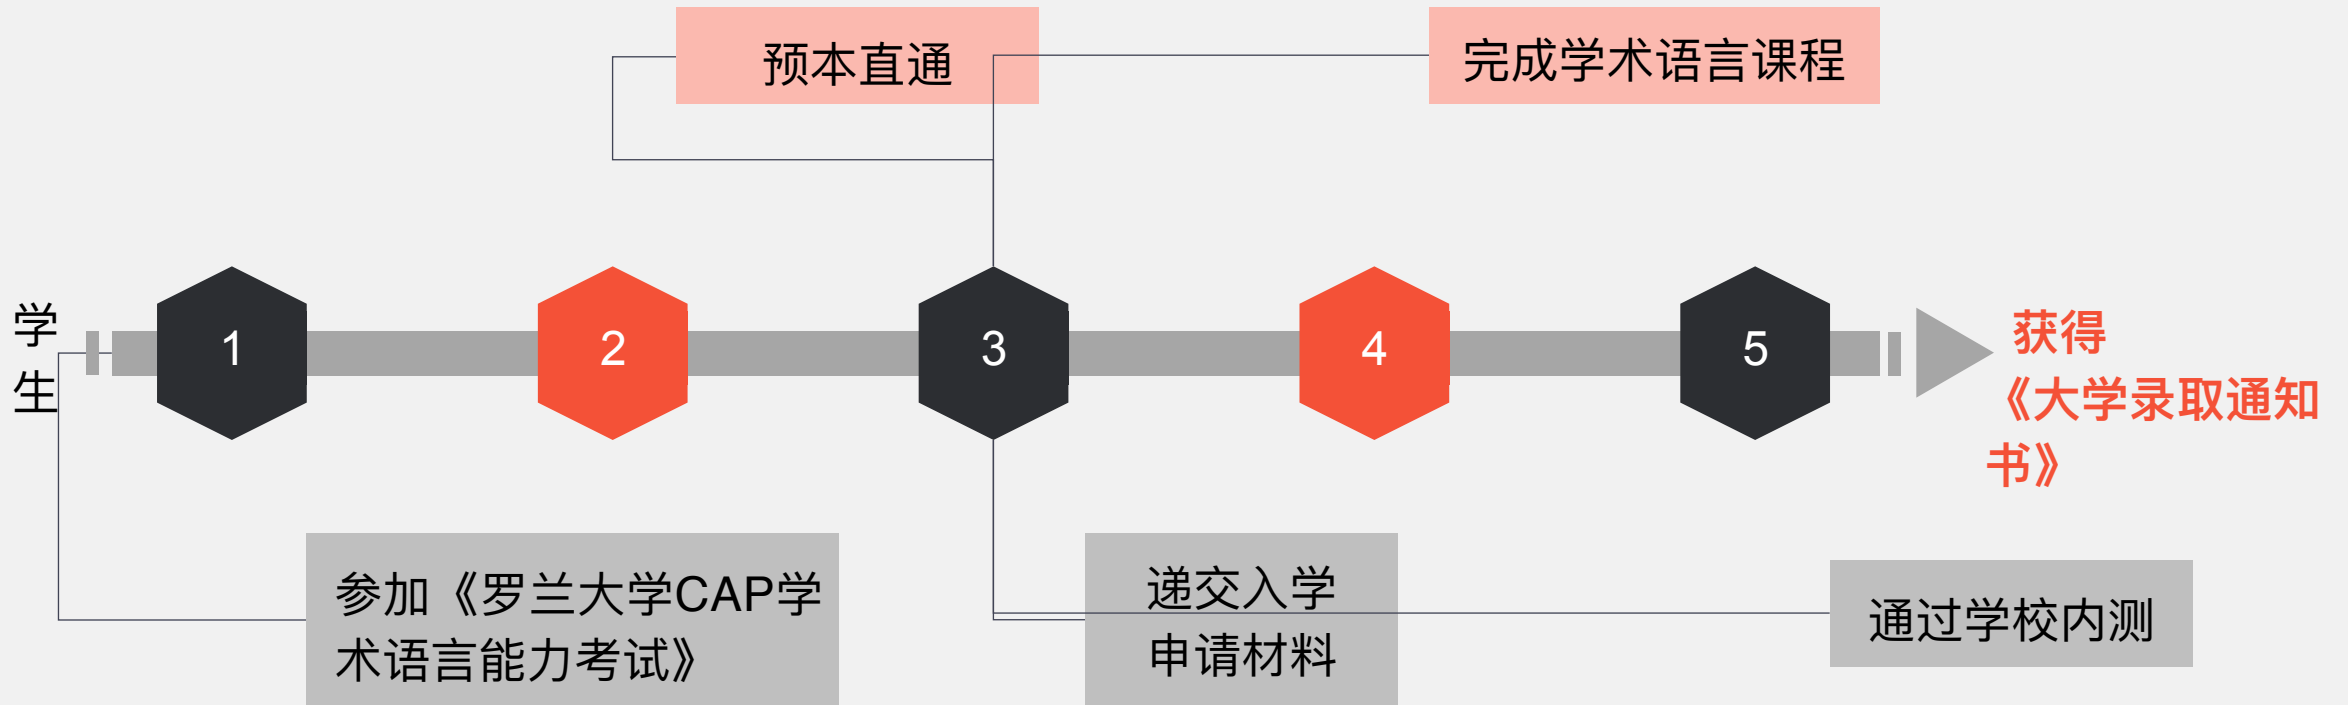 预本直通
完成学术语言课程
学
生
1
2
3
4
5
获得
《大学录取通知
书》
参加《罗兰大学CAP学
术语言能力考试》
递交入学
申请材料
通过学校内测